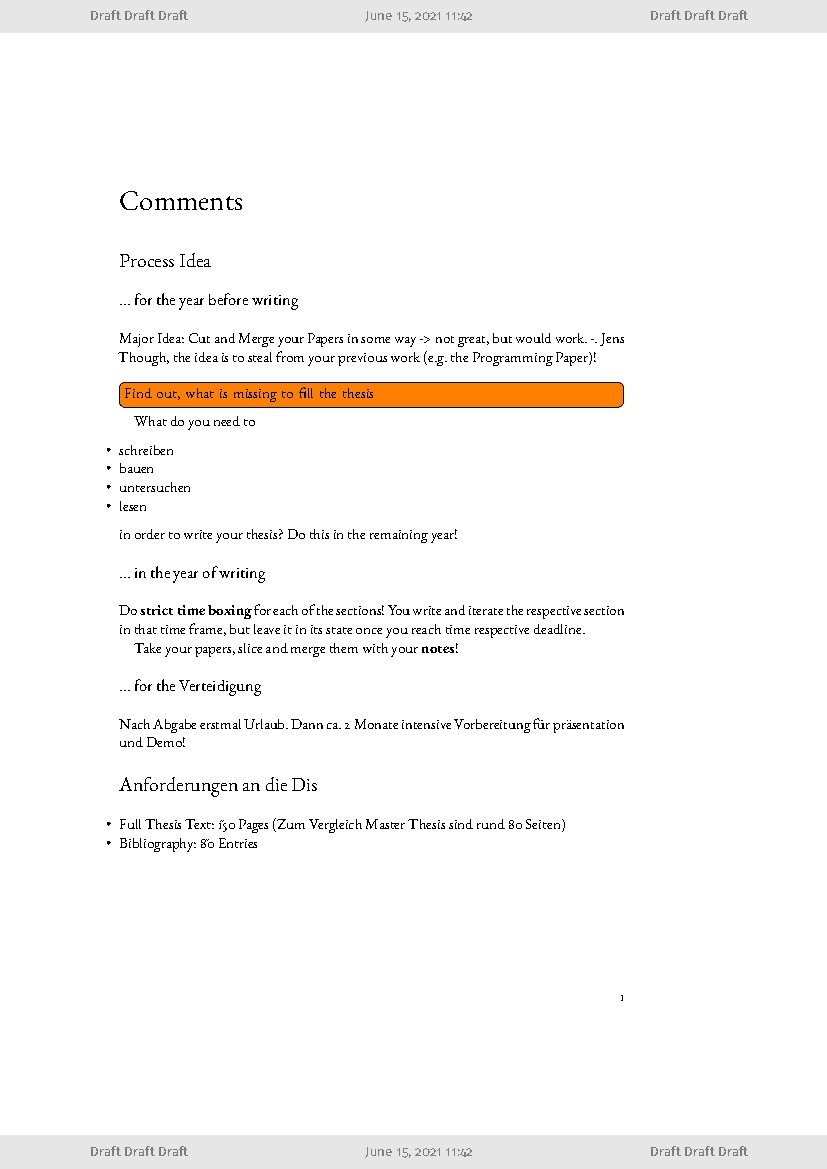 Draft Draft Draft June 15, 2021 11:42 Draft Draft Draft
Comments
Process Idea
... for the year before writing
Major Idea: Cut and Merge your Papers in some way -> not great, but would work. -. Jens
Though, the idea is to steal from your previous work (e.g. the Programming Paper)!
Find out, what is missing to fill the thesis
What do you need to
• schreiben
• bauen
• untersuchen
• lesen
in order to write your thesis? Do this in the remaining year!
... in the year of writing
Do strict time boxing for each of the sections! You write and iterate the respective section
in that time frame, but leave it in its state once you reach time respective deadline.
Take your papers, slice and merge them with your notes!
... for the Verteidigung
Nach Abgabe erstmal Urlaub. Dann ca. 2 Monate intensive Vorbereitung für präsentation
und Demo!
Anforderungen an die Dis
• Full Thesis Text: 150 Pages (Zum Vergleich Master Thesis sind rund 80 Seiten)
• Bibliography: 80 Entries
1
Draft Draft Draft June 15, 2021 11:42 Draft Draft Draft